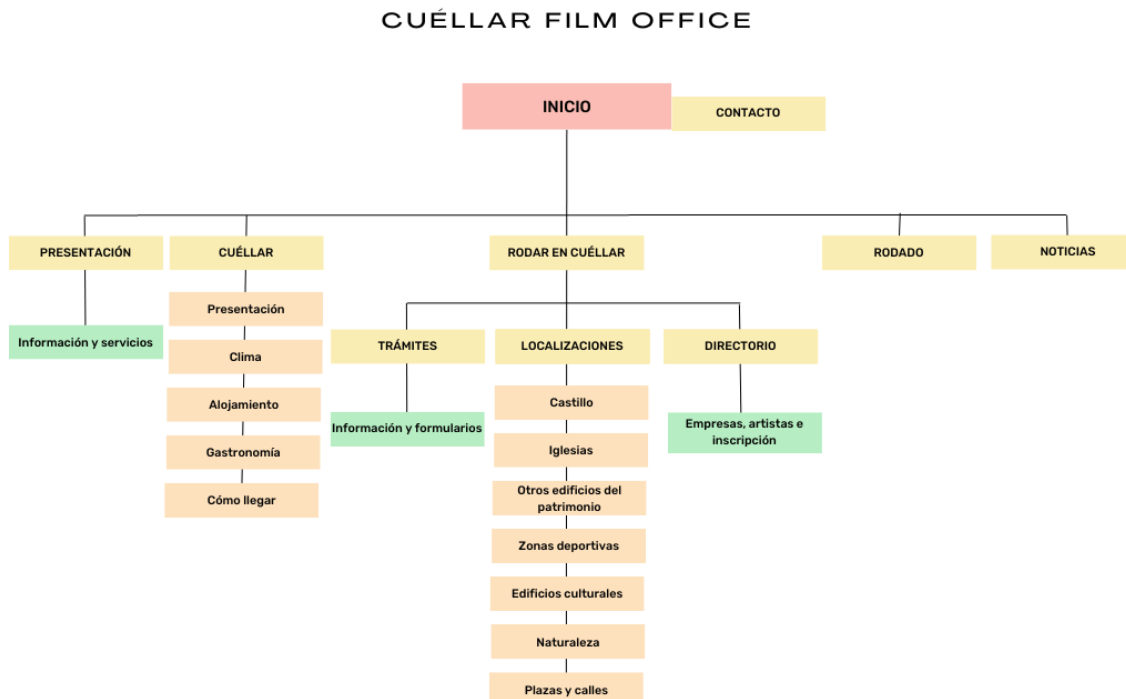 CUÉLLAR FILM OFFICE
INICIO
CONTACTO
PRESENTACIÓN
CUÉLLAR
RODAR EN CUÉLLAR
RODADO
NOTICIAS
Información y servicios
Presentación
Clima
Alojamiento
Gastronomía
Cómo llegar
TRÁMITES
LOCALIZACIONES
DIRECTORIO
Información y formularios
Castillo
Iglesias
Otros edificios del
patrimonio
Zonas deportivas
Edificios culturales
Naturaleza
Plazas y calles
Empresas, artistas e
inscripción